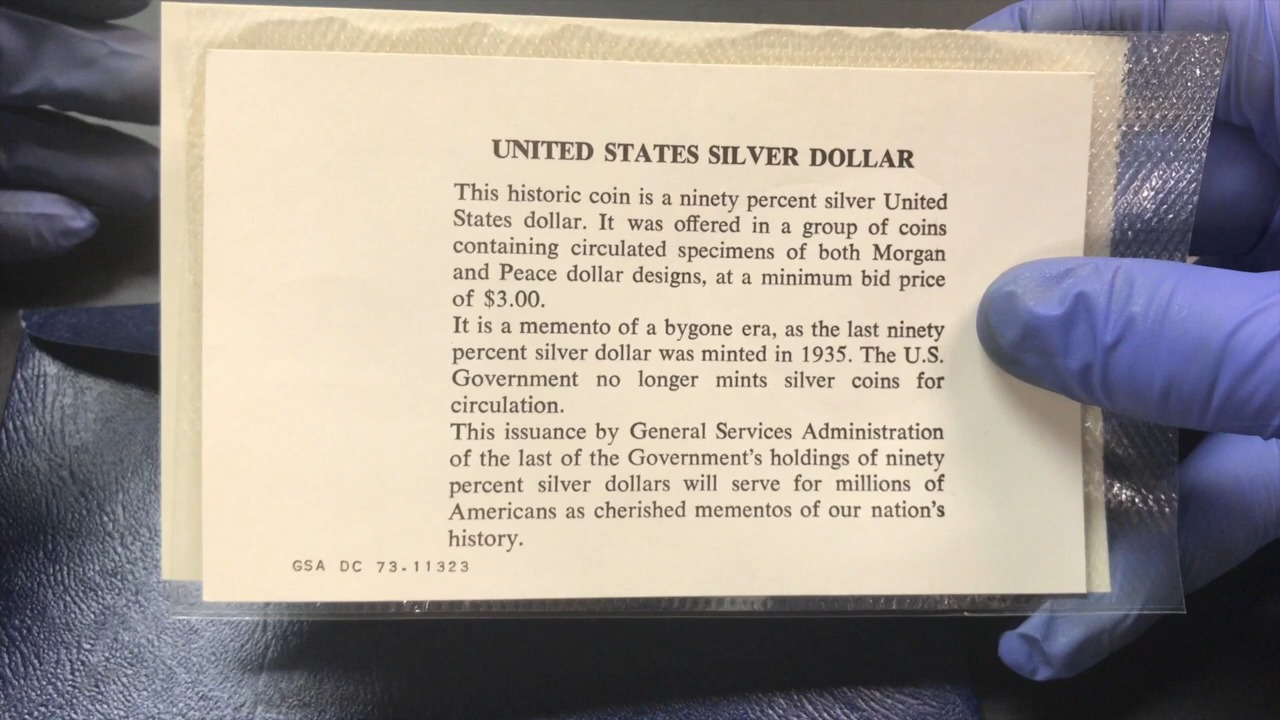 UNITED STATES SILVER DOLLAR
This historic coin is a ninety percent silver United
States dollar. It was offered in a group of coins
containing circulated specimens of both Morgan
and Peace dollar designs, at a minimum bid price
of $3.00.
It is a memento of a bygone era, as the last ninety
percent silver dollar was minted in 1935. The U.S.
Government no longer mints silver coins for
circulation.
This issuance by General Services Administration
of the last of the Government's holdings of ninety
percent silver dollars will serve for millions of
Americans as cherished mementos of our nation's
history.
GSA DC 73-11323